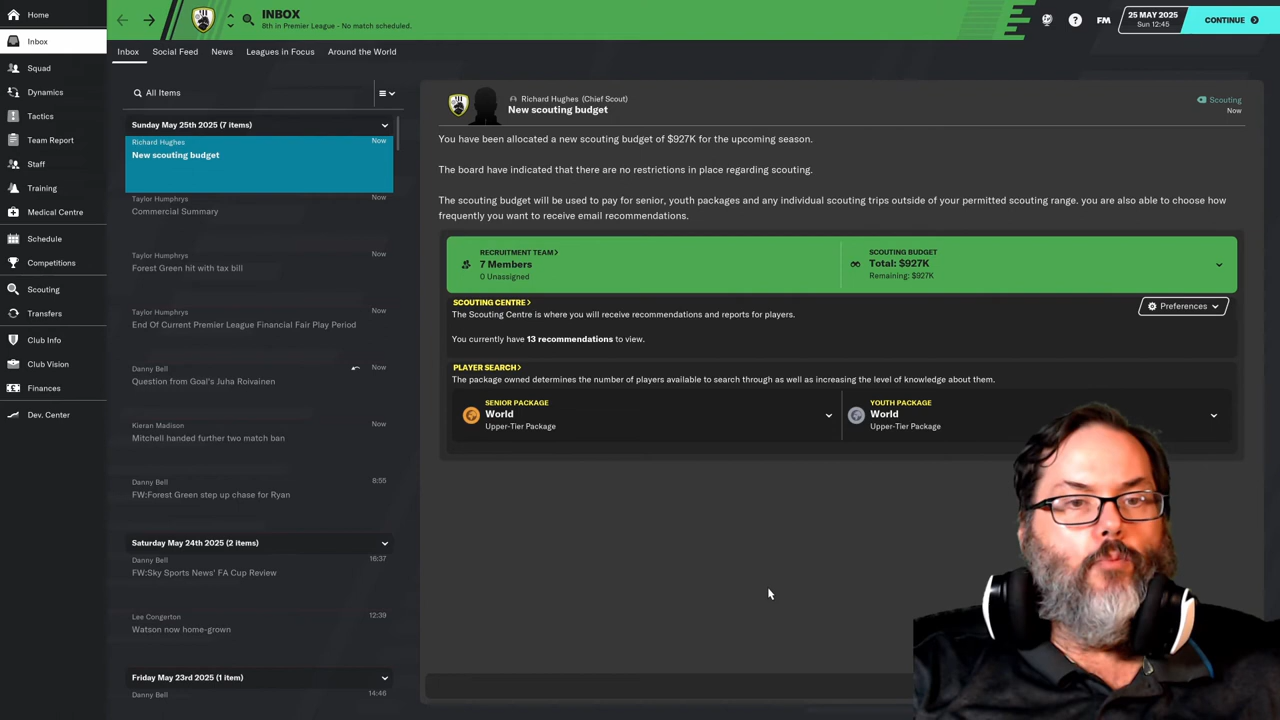 Home
Inbox
Squad
Dynamics
Tactics
Team Report
Staff
Training
Medical Centre
Schedule
Competitions
Scouting
Transfers
Club Info
Club Vision
Finances
Dev. Center
INBOX
8th in Premier League - No match scheduled.
FM
25 MAY 2025
Sun 12:45
CONTINUE
Inbox
Social Feed
News
Leagues in Focus
Around the World
All Items
Sunday May 25th 2025 (7 items)
Richard Hughes
Now
New scouting budget
Taylor Humphrys
Now
Commercial Summary
Taylor Humphrys
Now
Forest Green hit with tax bill
Taylor Humphrys
Now
End Of Current Premier League Financial Fair Play Period
Danny Bell
Now
Question from Goal's Juha Roivainen
Kieran Madison
Now
Mitchell handed further two match ban
Danny Bell
8:55
FW:Forest Green step up chase for Ryan
Saturday May 24th 2025 (2 items)
Danny Bell
16:37
FW:Sky Sports News' FA Cup Review
Lee Congerton
12:39
Watson now home-grown
Friday May 23rd 2025 (1 item)
Danny Bell
14:46
Richard Hughes (Chief Scout)
New scouting budget
Scouting
Now
You have been allocated a new scouting budget of $927K for the upcoming season.
The board have indicated that there are no restrictions in place regarding scouting.
The scouting budget will be used to pay for senior, youth packages and any individual scouting trips outside of your permitted scouting range. you are also able to choose how
frequently you want to receive email recommendations.
RECRUITMENT TEAM>
7 Members
0 Unassigned
SCOUTING BUDGET
Total: $927K
Remaining: $927K
SCOUTING CENTRE>
The Scouting Centre is where you will receive recommendations and reports for players.
Preferences
You currently have 13 recommendations to view.
PLAYER SEARCH>
The package owned determines the number of players available to search through as well as increasing the level of knowledge about them.
SENIOR PACKAGE
World
Upper-Tier Package
YOUTH PACKAGE
World
Upper-Tier Package